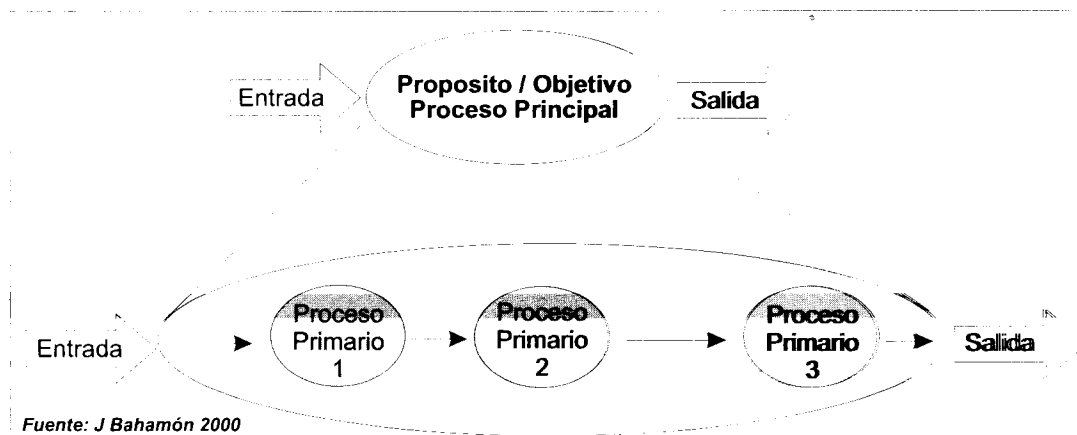 Entrada
Proposito / Objetivo
Proceso Principal
Salida
Entrada
Proceso
Primario
1
Proceso
Primario
2
Proceso
Primario
3
Salida
Fuente: J Bahamón 2000